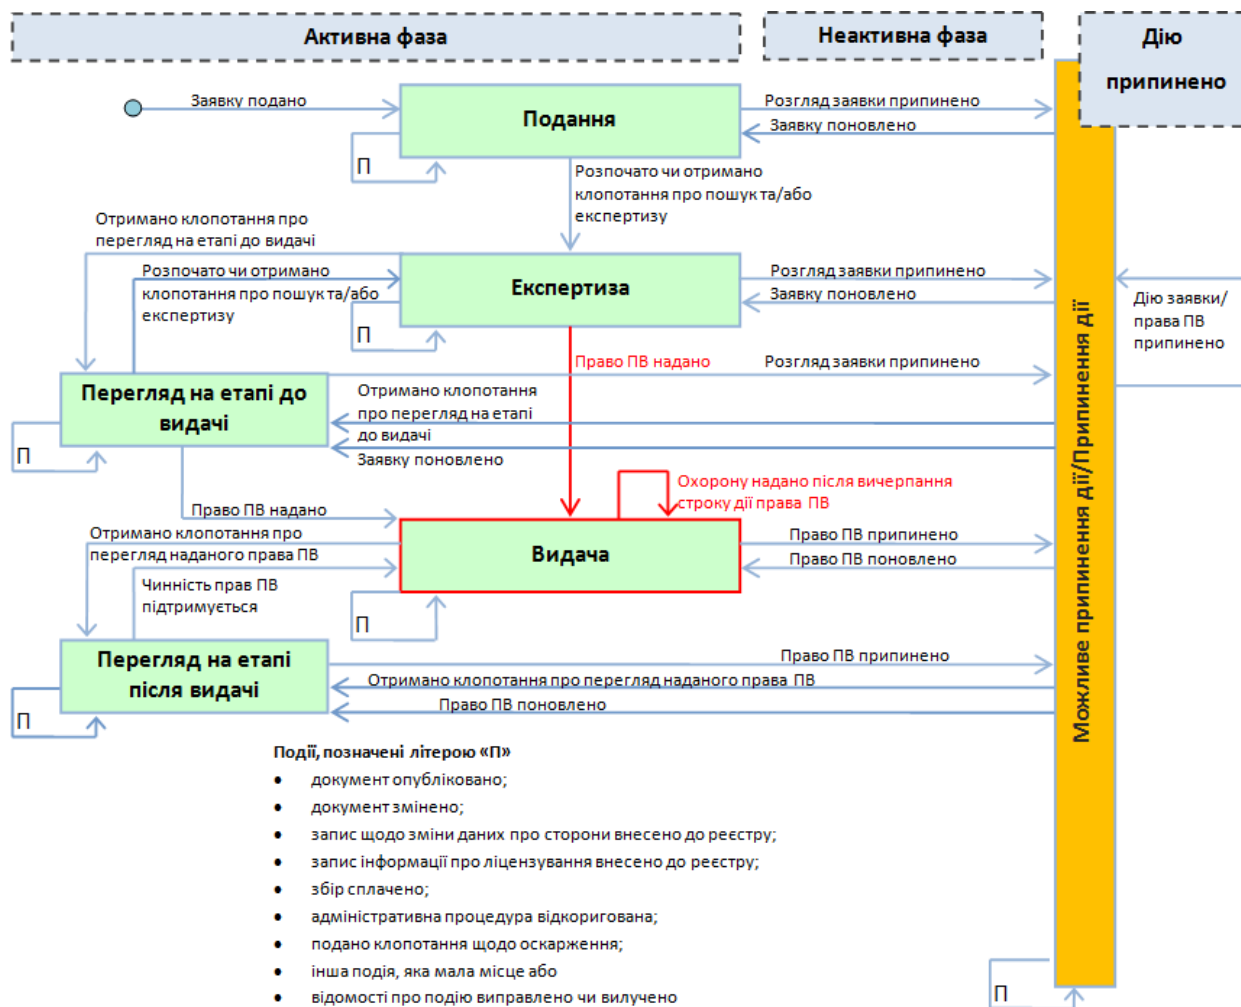 Активна фаза
Неактивна фаза
Дію
припинено
Заявку подано
Подання
Розгляд заявки припинено
Заявку поновлено
П
Розпочато чи отримано
клопотання про пошук та/або
експертизу
Отримано клопотання про
перегляд на етапі до видачі
Розпочато чи отримано
клопотання про пошук та/або
експертизу
Експертиза
Розгляд заявки припинено
Заявку поновлено
П
Дію заявки/
права ПВ
припинено
Право ПВ надано
Розгляд заявки припинено
Перегляд на етапі до
видачі
Отримано клопотання
про перегляд на етапі
до видачі
Заявку поновлено
П
Можливе припинення дії/Припинення дії
Охорону надано після вичерпання
строку дії права ПВ
Право ПВ надано
Отримано клопотання про
перегляд наданого права ПВ
Видача
Право ПВ припинено
Право ПВ поновлено
Чинність прав ПВ
підтримується
П
Перегляд на етапі
після видачі
Право ПВ припинено
Отримано клопотання про перегляд наданого права ПВ
Право ПВ поновлено
П
Події, позначені літерою «П»
● документ опубліковано;
● документ змінено;
● запис щодо зміни даних про сторони внесено до реєстру;
● запис інформації про ліцензування внесено до реєстру;
● збір сплачено;
● адміністративна процедура відкоригована;
● подано клопотання щодо оскарження;
● інша подія, яка мала місце або
● відомості про подію виправлено чи вилучено
П